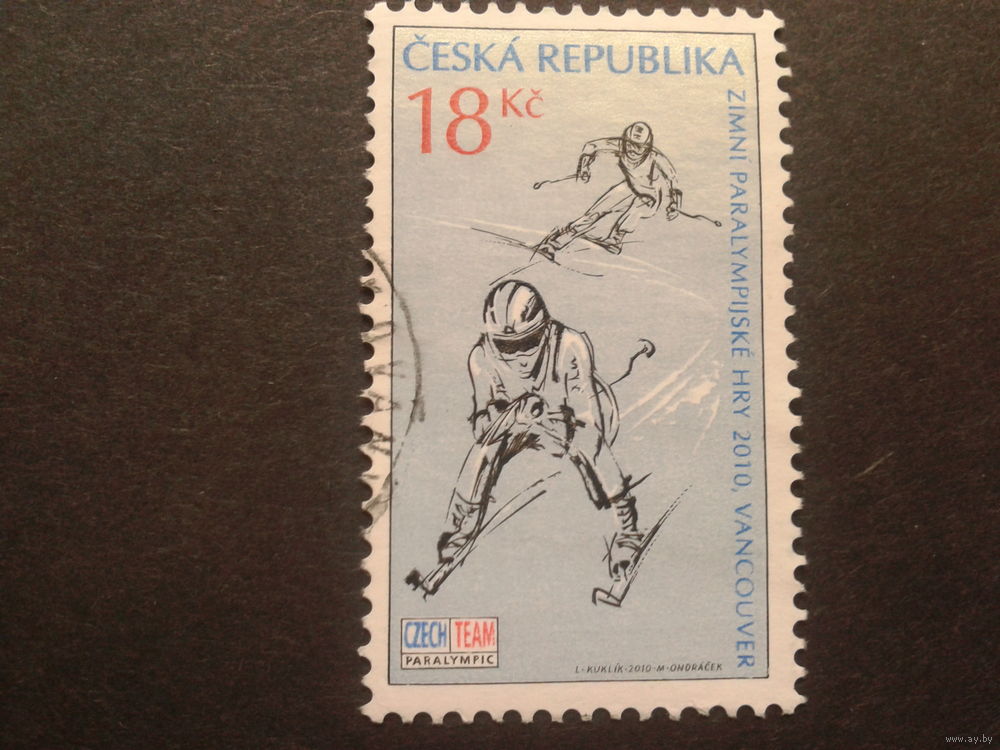 ČESKÁ REPUBLIKA
18 Kč
ZIMNÍ PARALYMPIJSKÉ HRY 2010, VANCOUVER
CZECH TEAM
PARALYMPIC
L·KUKLÍK·2010·M·ONDRÁČEK
www.ay.by